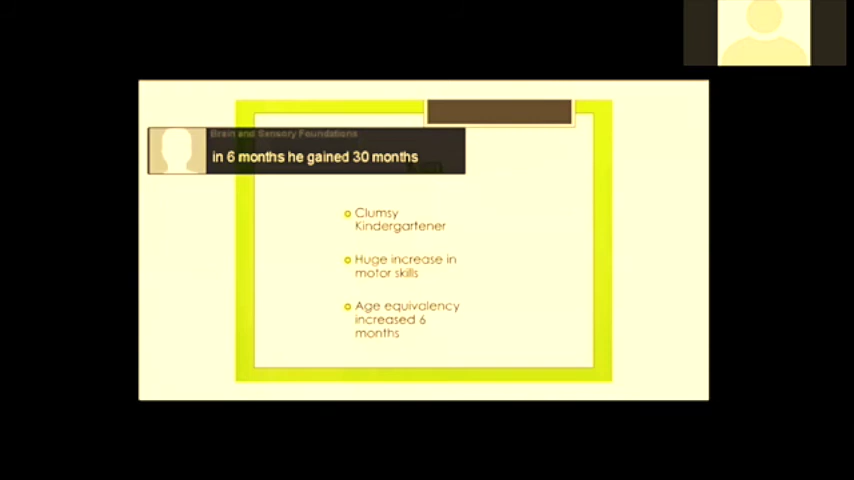 Brain and Sensory Foundations
in 6 months he gained 30 months
Clumsy
Kindergartener
Huge increase in
motor skills
Age equivalency
increased 6
months